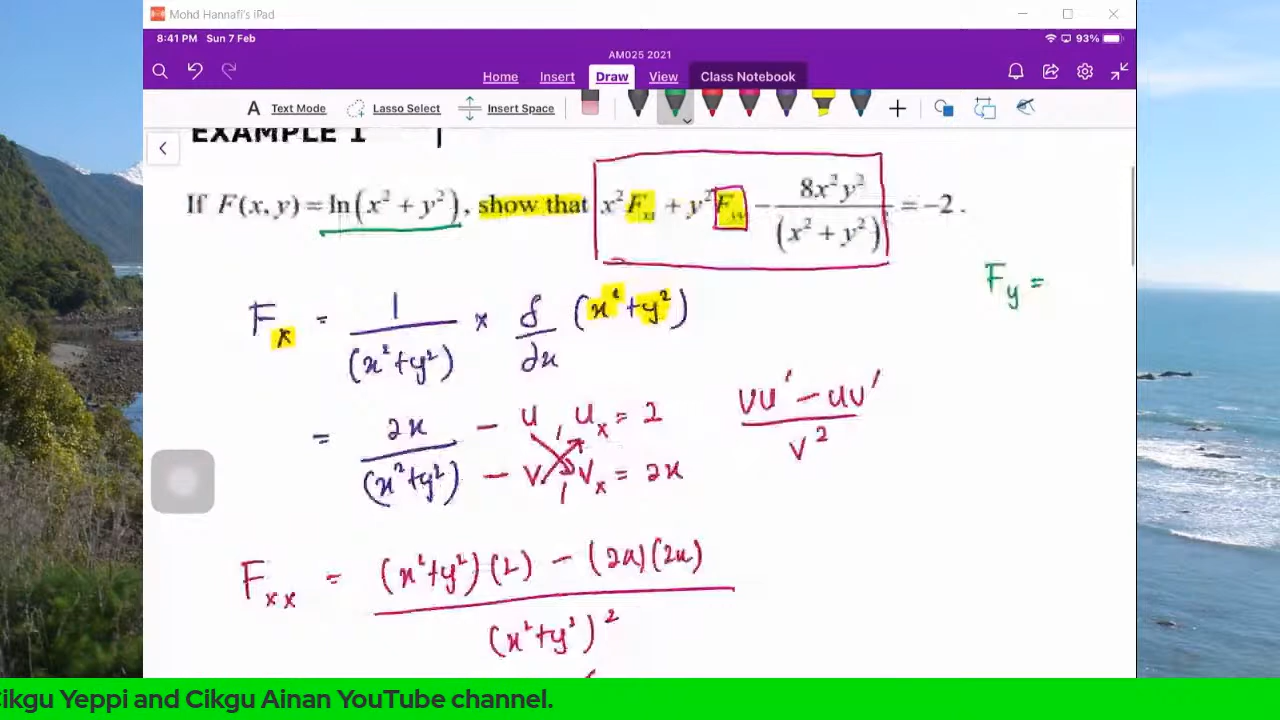 Mohd Hannafi's iPad
8:41 PM Sun 7 Feb
93%
AM025 2021
Home Insert Draw View Class Notebook
Text Mode Lasso Select Insert Space
EXAMPLE 1
If F(x, y) = ln(x² + y²), show that x²Fxx + y²Fyy − 8x²y² / (x² + y²) = −2.
Fy =
Fx = 1/(x²+y²) × ∂/∂x (x²+y²)
= 2x/(x²+y²) − u, ux = 2
− v, vx = 2x
vu' − uv' / v²
Fxx = (x²+y²)(2) − (2x)(2x) / (x²+y²)²
Cikgu Yeppi and Cikgu Ainan YouTube channel.